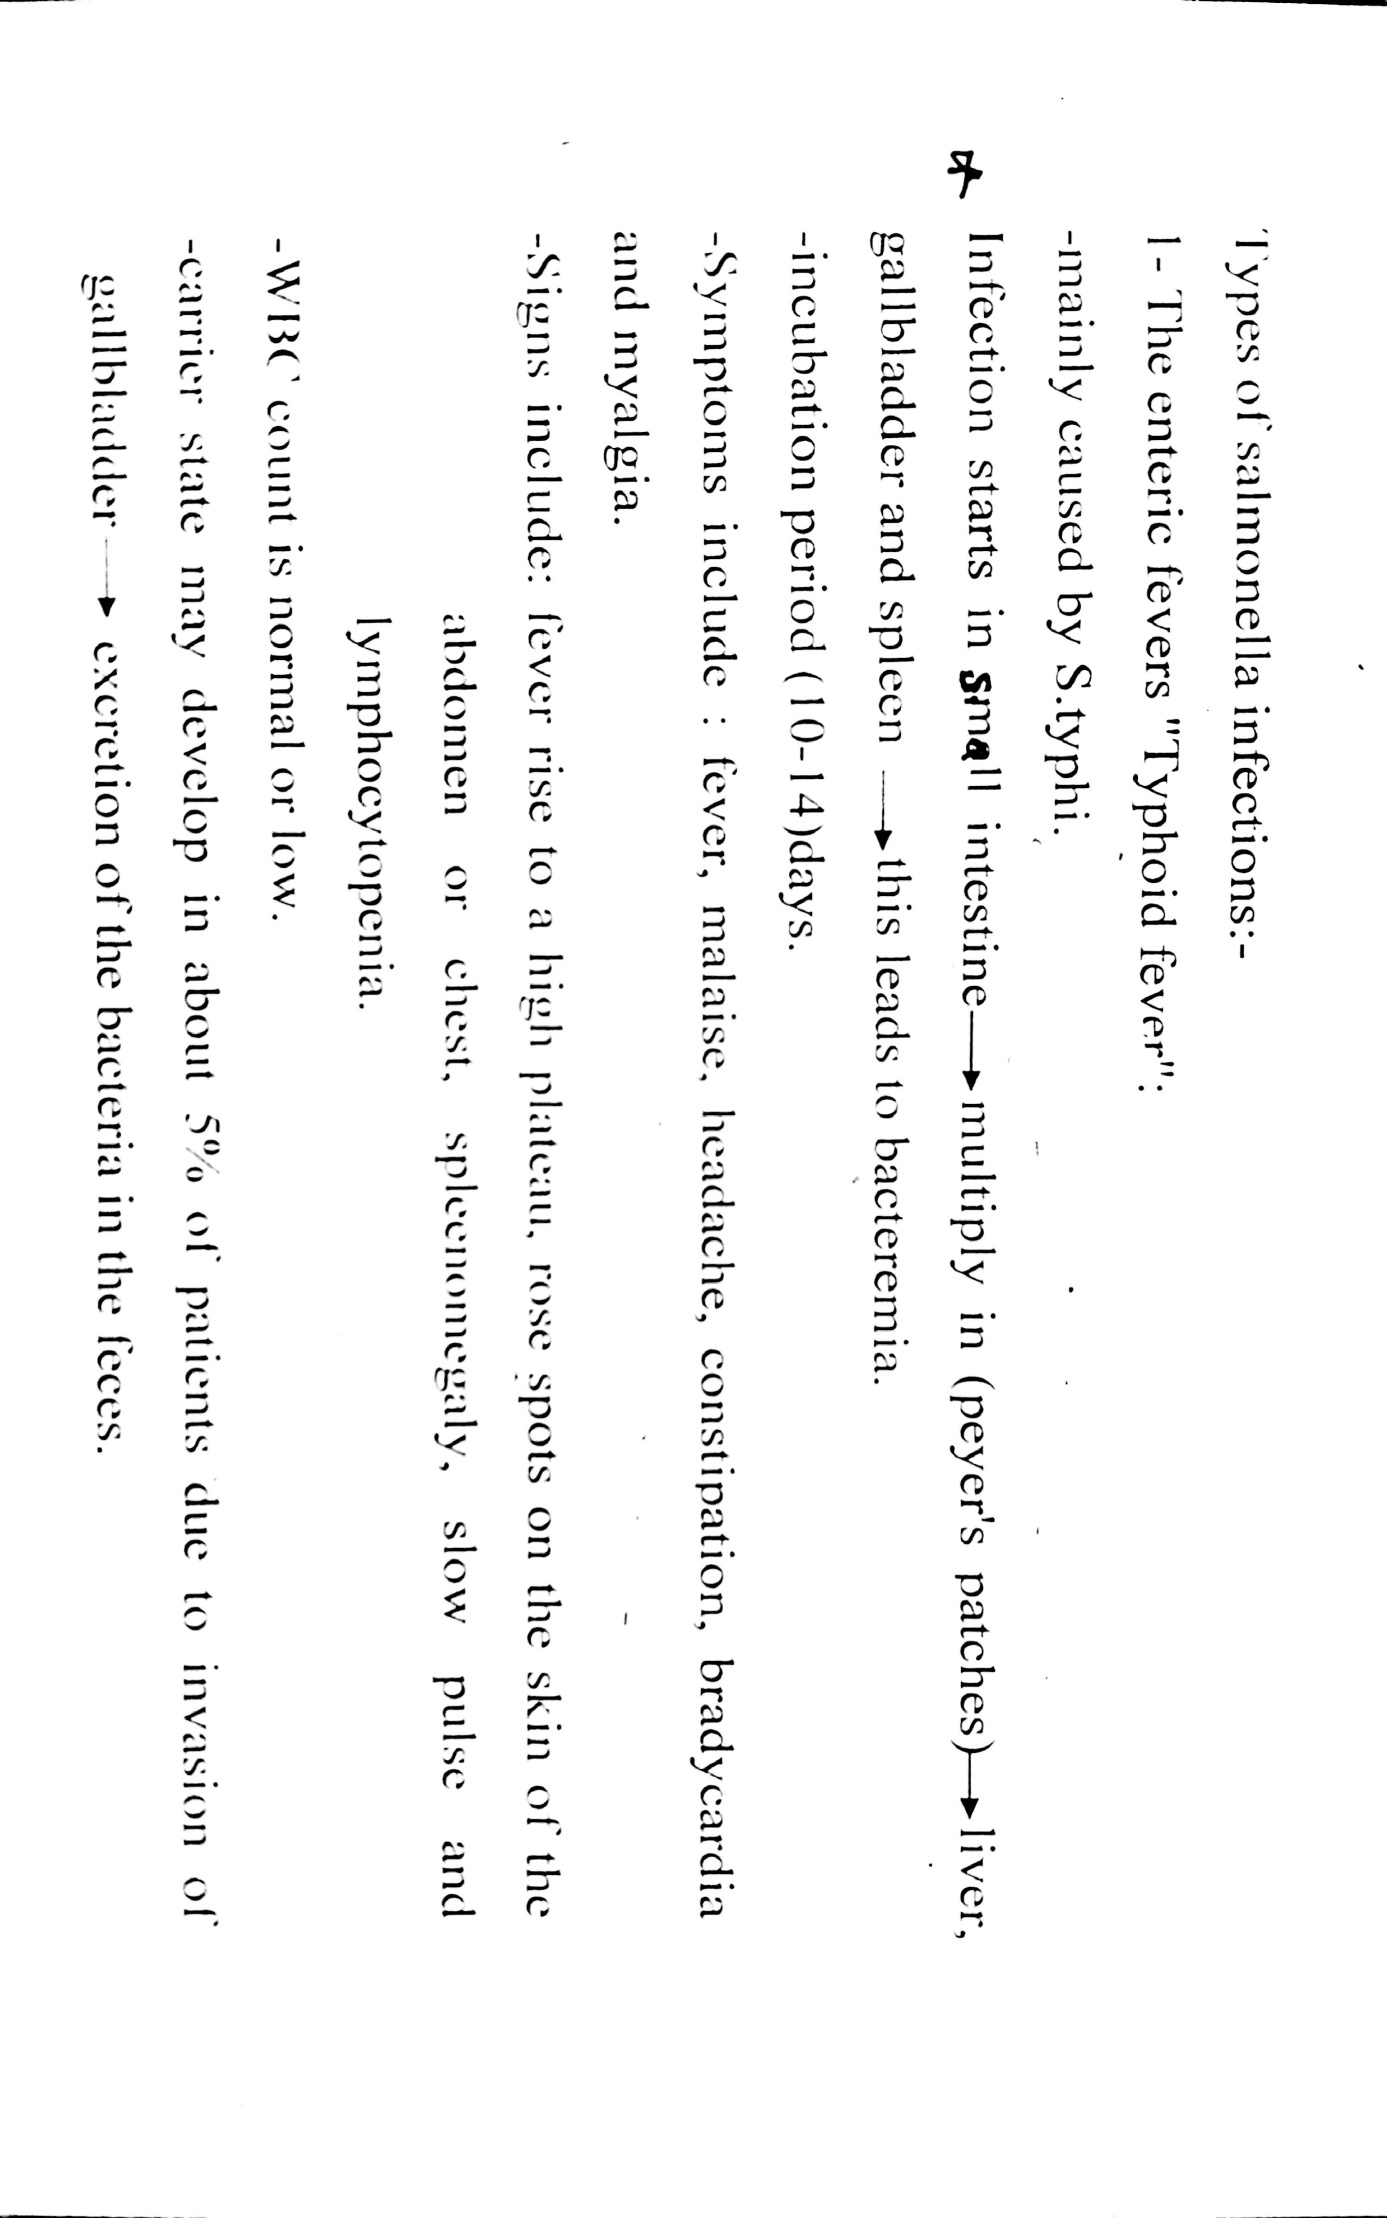 Types of salmonella infections:-
1- The enteric fevers "Typhoid fever":
-mainly caused by S.typhi.
Infection starts in small intestine→ multiply in (peyer's patches)→ liver,
gallbladder and spleen → this leads to bacteremia.
-incubation period (10-14)days.
-Symptoms include : fever, malaise, headache, constipation, bradycardia
and myalgia.
-Signs include: fever rise to a high plateau, rose spots on the skin of the
abdomen or chest, spleenomegaly, slow pulse and
lymphocytopenia.
-WBC count is normal or low.
-carrier state may develop in about 5% of patients due to invasion of
gallbladder→ excretion of the bacteria in the feces.